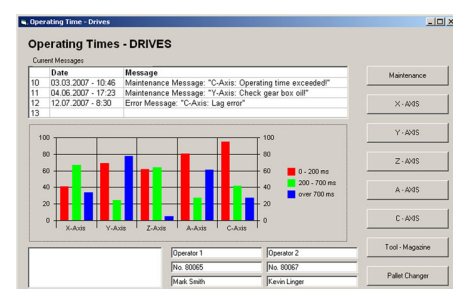 Operating Time - Drives
Operating Times - DRIVES
Current Messages
Date Message
10 03.03.2007 - 10:46 Maintenance Message: "C-Axis: Operating time exceeded!"
11 04.06.2007 - 17:23 Maintenance Message: "Y-Axis: Check gear box oil!"
12 12.07.2007 - 8:30 Error Message: "C-Axis: Lag error"
13
Maintenance
X - AXIS
Y - AXIS
Z - AXIS
A - AXIS
C - AXIS
Tool - Magazine
Pallet Changer
100 100
80 80
60 60
40 40
20 20
0 0
X-Axis Y-Axis Z-Axis A-Axis C-Axis
0 - 200 ms
200 - 700 ms
over 700 ms
Operator 1 Operator 2
No. 80065 No. 80067
Mark Smith Kevin Linger